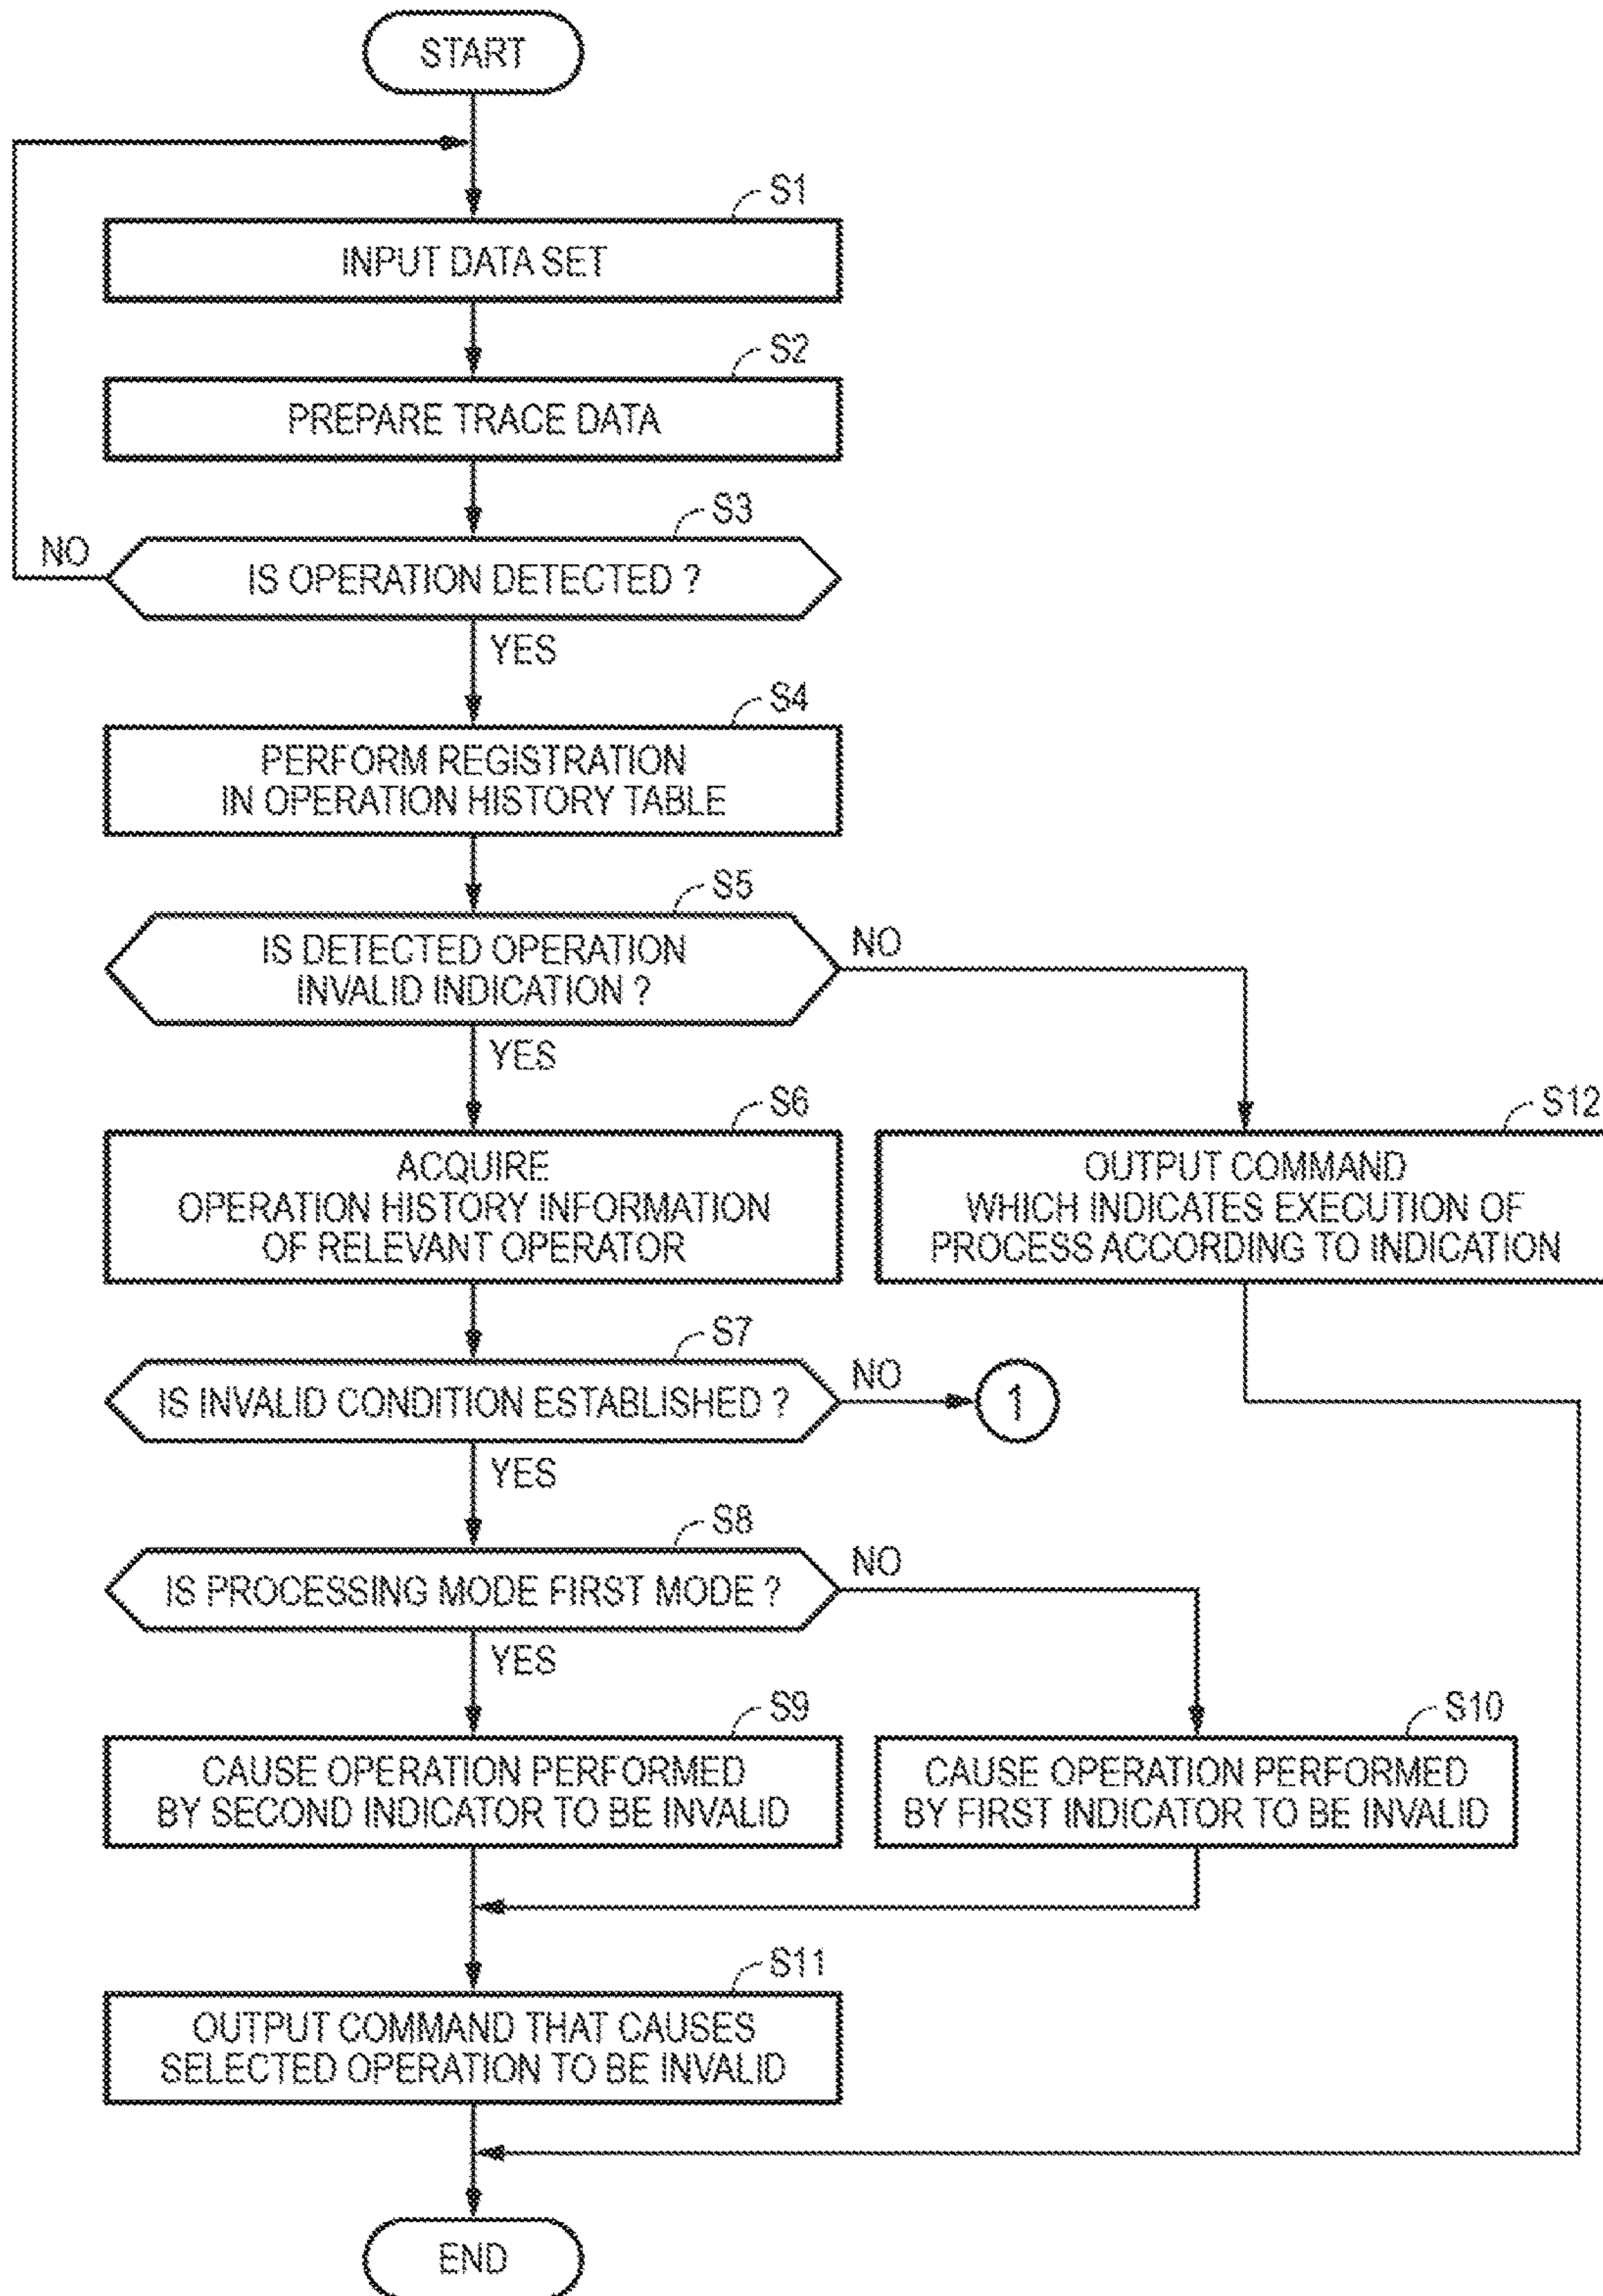 START
S1
INPUT DATA SET
S2
PREPARE TRACE DATA
S3
NO
IS OPERATION DETECTED ?
YES
S4
PERFORM REGISTRATION
IN OPERATION HISTORY TABLE
S5
IS DETECTED OPERATION
INVALID INDICATION ?
NO
YES
S6
ACQUIRE
OPERATION HISTORY INFORMATION
OF RELEVANT OPERATOR
S12
OUTPUT COMMAND
WHICH INDICATES EXECUTION OF
PROCESS ACCORDING TO INDICATION
S7
IS INVALID CONDITION ESTABLISHED ?
NO
1
YES
S8
IS PROCESSING MODE FIRST MODE ?
NO
YES
S9
CAUSE OPERATION PERFORMED
BY SECOND INDICATOR TO BE INVALID
S10
CAUSE OPERATION PERFORMED
BY FIRST INDICATOR TO BE INVALID
S11
OUTPUT COMMAND THAT CAUSES
SELECTED OPERATION TO BE INVALID
END